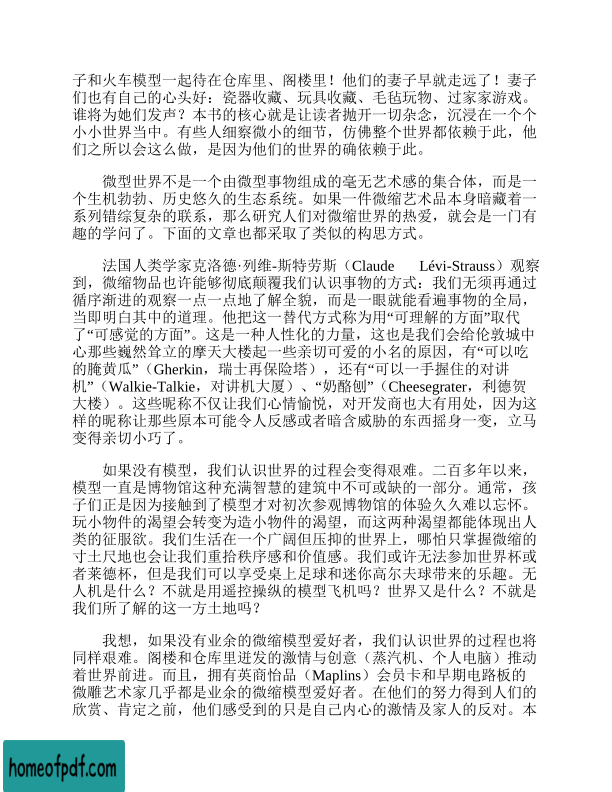 子和火车模型一起待在仓库里、阁楼里！他们的妻子早就走远了！妻子
们也有自己的心头好：瓷器收藏、玩具收藏、毛毡玩物、过家家游戏。
谁将为她们发声？本书的核心就是让读者抛开一切杂念，沉浸在一个个
小小世界当中。有些人细察微小的细节，仿佛整个世界都依赖于此，他
们之所以会这么做，是因为他们的世界的确依赖于此。
微型世界不是一个由微型事物组成的毫无艺术感的集合体，而是一
个生机勃勃、历史悠久的生态系统。如果一件微缩艺术品本身暗藏着一
系列错综复杂的联系，那么研究人们对微缩世界的热爱，就会是一门有
趣的学问了。下面的文章也都采取了类似的构思方式。
法国人类学家克洛德·列维-斯特劳斯（Claude Lévi-Strauss）观察
到，微缩物品也许能够彻底颠覆我们认识事物的方式：我们无须再通过
循序渐进的观察一点一点地了解全貌，而是一眼就能看遍事物的全局，
当即明白其中的道理。他把这一替代方式称为用“可理解的方面”取代
了“可感觉的方面”。这是一种人性化的力量，这也是我们会给伦敦城中
心那些巍然耸立的摩天大楼起一些亲切可爱的小名的原因，有“可以吃
的腌黄瓜”（Gherkin，瑞士再保险塔），还有“可以一手握住的对讲
机”（Walkie-Talkie，对讲机大厦）、“奶酪刨”（Cheesegrater，利德贺
大楼）。这些昵称不仅让我们心情愉悦，对开发商也大有用处，因为这
样的昵称让那些原本可能令人反感或者暗含威胁的东西摇身一变，立马
变得亲切小巧了。
如果没有模型，我们认识世界的过程会变得艰难。二百多年以来，
模型一直是博物馆这种充满智慧的建筑中不可或缺的一部分。通常，孩
子们正是因为接触到了模型才对初次参观博物馆的体验久久难以忘怀。
玩小物件的渴望会转变为造小物件的渴望，而这两种渴望都能体现出人
类的征服欲。我们生活在一个广阔但压抑的世界上，哪怕只掌握微缩的
寸土尺地也会让我们重拾秩序感和价值感。我们或许无法参加世界杯或
者莱德杯，但是我们可以享受桌上足球和迷你高尔夫球带来的乐趣。无
人机是什么？不就是用遥控操纵的模型飞机吗？世界又是什么？不就是
我们所了解的这一方土地吗？
我想，如果没有业余的微缩模型爱好者，我们认识世界的过程也将
同样艰难。阁楼和仓库里迸发的激情与创意（蒸汽机、个人电脑）推动
着世界前进。而且，拥有英商怡品（Maplins）会员卡和早期电路板的
微雕艺术家几乎都是业余的微缩模型爱好者。在他们的努力得到人们的
欣赏、肯定之前，他们感受到的只是自己内心的激情及家人的反对。本
homeofpdf.com